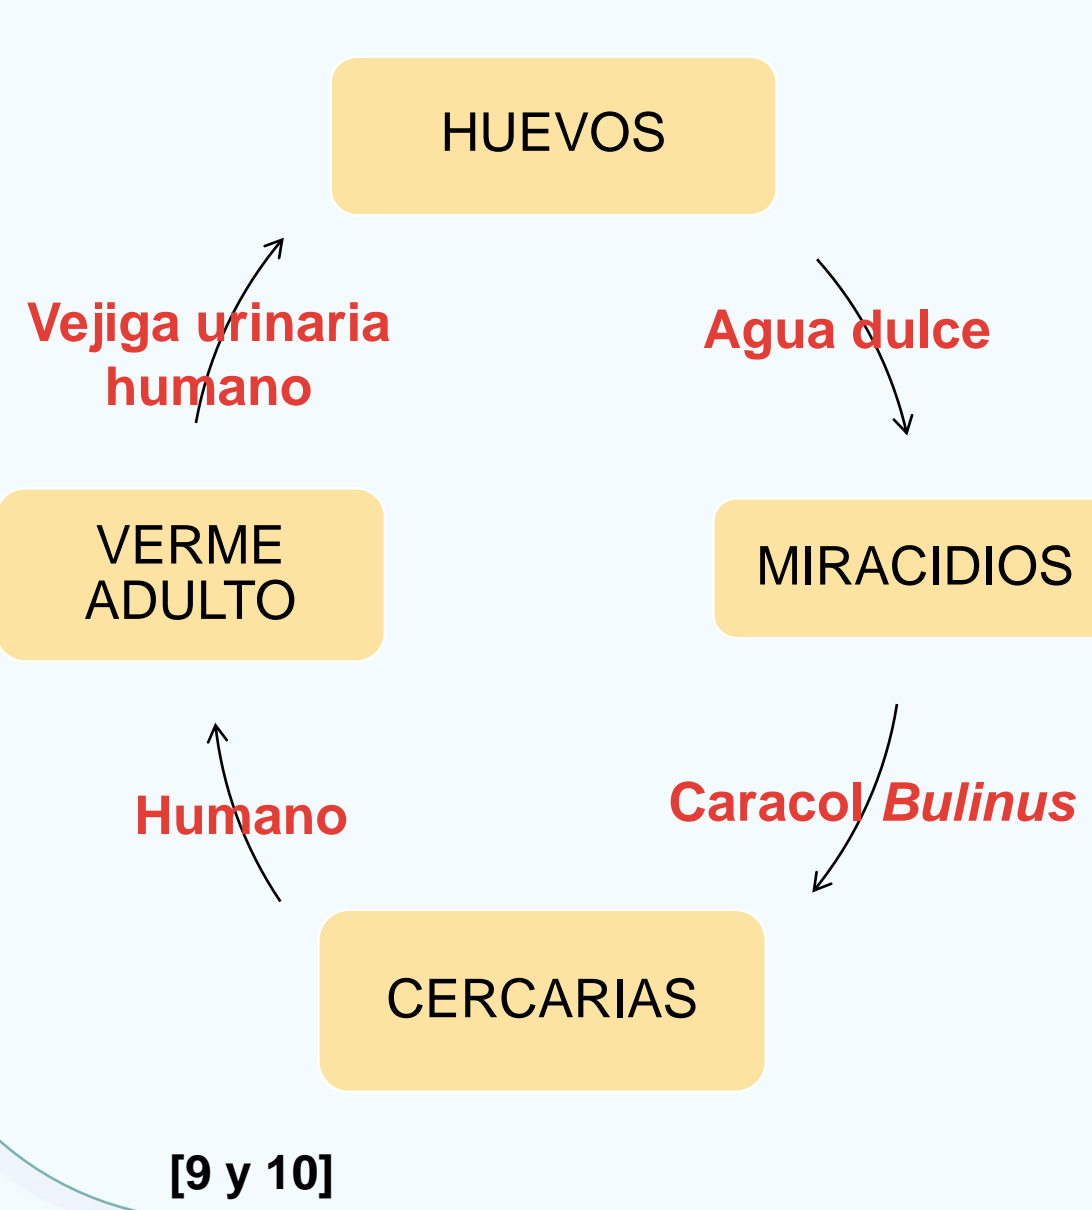 HUEVOS
Vejiga urinaria
humano
Agua dulce
VERME
ADULTO
MIRACIDIOS
Humano
Caracol Bulinus
CERCARIAS
[9 y 10]